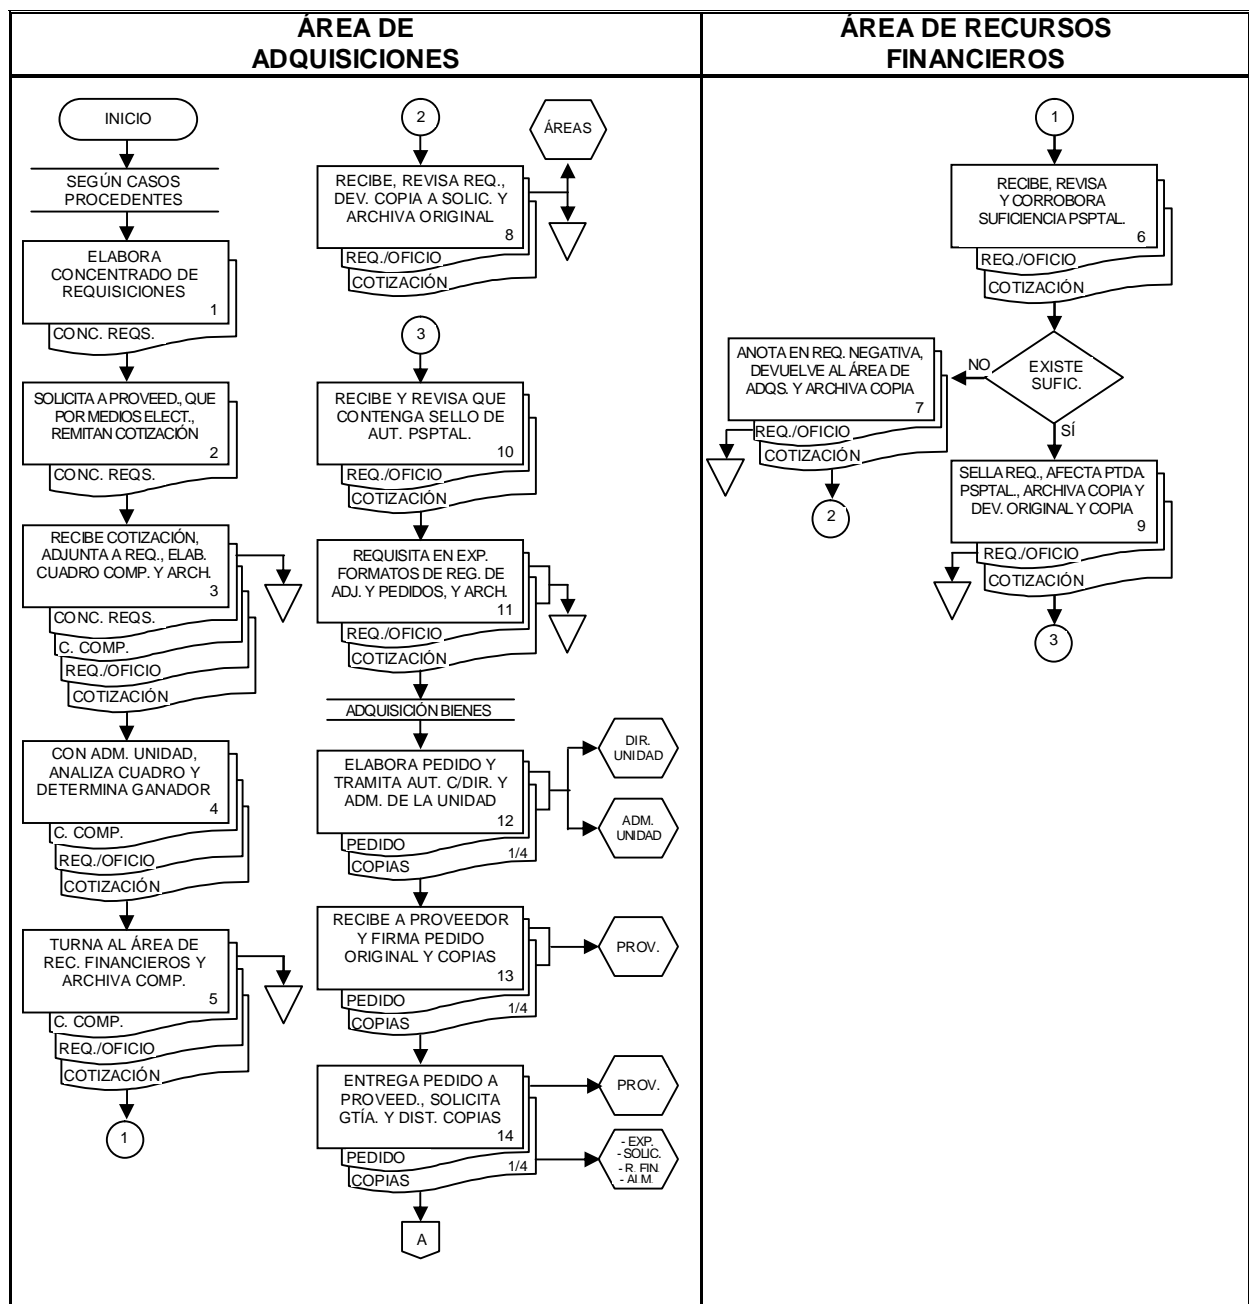 ÁREA DE
ADQUISICIONES
ÁREA DE RECURSOS
FINANCIEROS
INICIO
SEGÚN CASOS
PROCEDENTES
ELABORA
CONCENTRADO DE
REQUISICIONES
1
CONC. REQS.
SOLICITA A PROVEED., QUE
POR MEDIOS ELECT.,
REMITAN COTIZACIÓN
2
CONC. REQS.
RECIBE COTIZACIÓN,
ADJUNTA A REQ., ELAB.
CUADRO COMP. Y ARCH.
3
CONC. REQS.
C. COMP.
REQ./OFICIO
COTIZACIÓN
CON ADM. UNIDAD,
ANALIZA CUADRO Y
DETERMINA GANADOR
4
C. COMP.
REQ./OFICIO
COTIZACIÓN
TURNA AL ÁREA DE
REC. FINANCIEROS Y
ARCHIVA COMP.
5
C. COMP.
REQ./OFICIO
COTIZACIÓN
1
2
ÁREAS
RECIBE, REVISA REQ.,
DEV. COPIA A SOLIC. Y
ARCHIVA ORIGINAL
8
REQ./OFICIO
COTIZACIÓN
3
RECIBE Y REVISA QUE
CONTENGA SELLO DE
AUT. PSPTAL.
10
REQ./OFICIO
COTIZACIÓN
REQUISITA EN EXP.
FORMATOS DE REG. DE
ADJ. Y PEDIDOS, Y ARCH.
11
REQ./OFICIO
COTIZACIÓN
ADQUISICIÓN BIENES
ELABORA PEDIDO Y
TRAMITA AUT. C/DIR. Y
ADM. DE LA UNIDAD
12
PEDIDO
COPIAS
1/4
DIR.
UNIDAD
ADM.
UNIDAD
RECIBE A PROVEEDOR
Y FIRMA PEDIDO
ORIGINAL Y COPIAS
13
PEDIDO
COPIAS
1/4
PROV.
ENTREGA PEDIDO A
PROVEED., SOLICITA
GTÍA. Y DIST. COPIAS
14
PEDIDO
COPIAS
1/4
PROV.
- EXP.
- SOLIC.
- R. FIN.
- ALM.
A
1
RECIBE, REVISA
Y CORROBORA
SUFICIENCIA PSPTAL.
6
REQ./OFICIO
COTIZACIÓN
EXISTE
SUFIC.
NO
SÍ
ANOTA EN REQ. NEGATIVA,
DEVUELVE AL ÁREA DE
ADQS. Y ARCHIVA COPIA
7
REQ./OFICIO
COTIZACIÓN
2
SELLA REQ., AFECTA PTDA.
PSPTAL., ARCHIVA COPIA Y
DEV. ORIGINAL Y COPIA
9
REQ./OFICIO
COTIZACIÓN
3